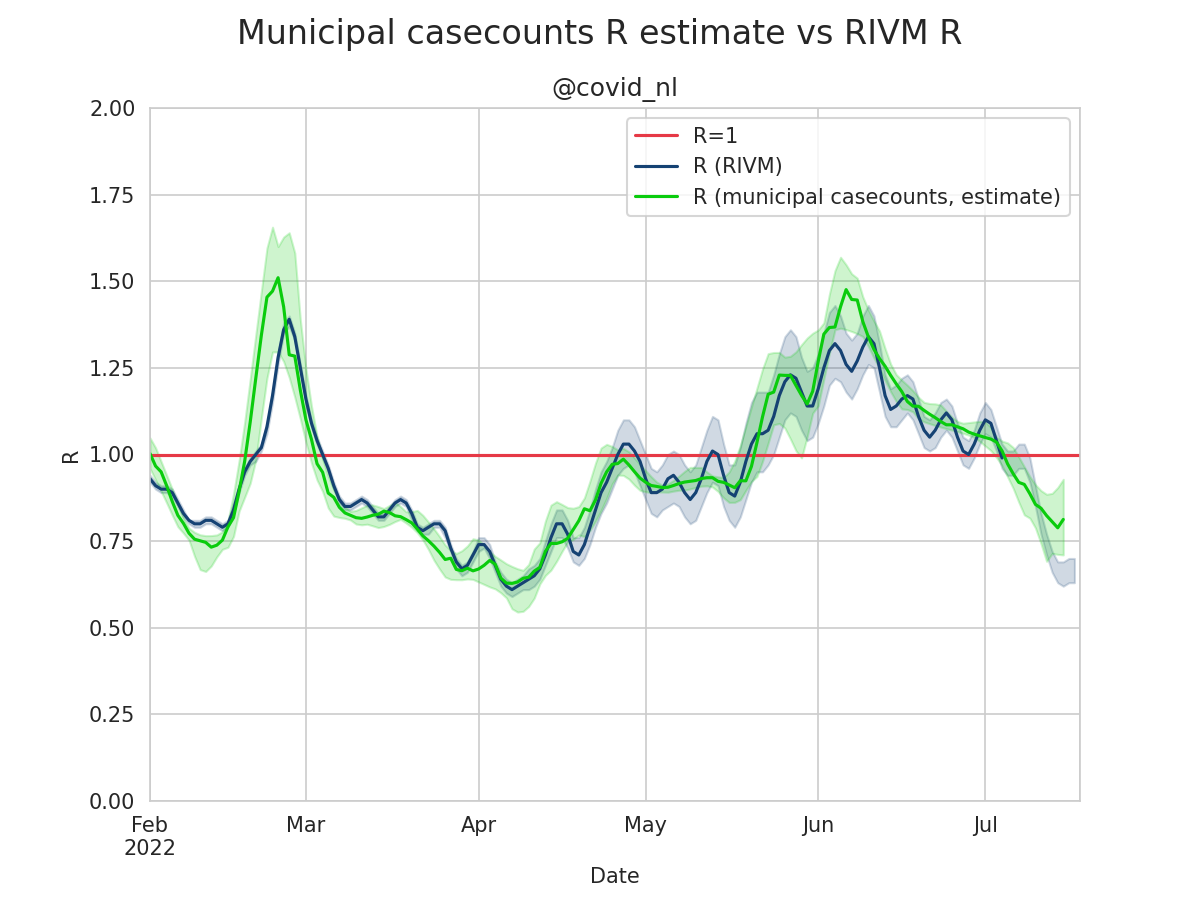 Municipal casecounts R estimate vs RIVM R
@covid_nl
R=1
R (RIVM)
R (municipal casecounts, estimate)
2.00
1.75
1.50
1.25
1.00
0.75
0.50
0.25
0.00
R
Feb Mar Apr May Jun Jul
2022
Date